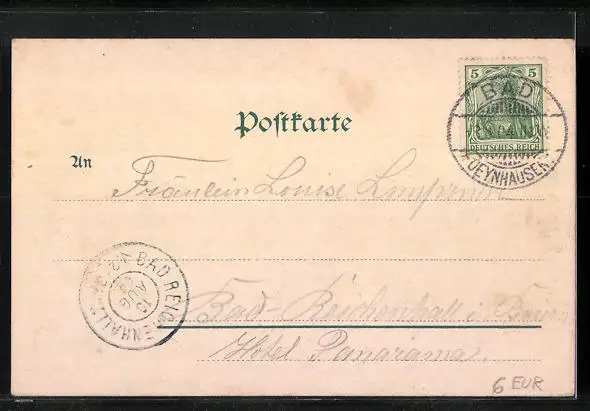 5 5
DEUTSCHES REICH
BAD
OEYNHAUSEN
Postkarte
An
Fräulein Louise
BAD REICHENHALL
16
AUG
Bad-Reichenhall i. Bayern
Hotel Panorama.
6 EUR